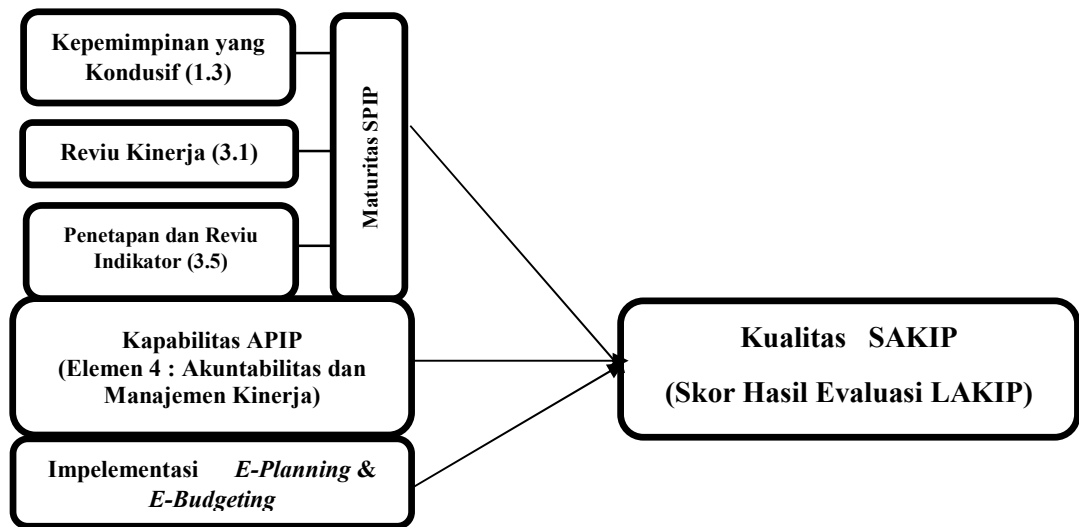 Kepemimpinan yang
Kondusif (1.3)
Reviu Kinerja (3.1)
Penetapan dan Reviu
Indikator (3.5)
Maturitas SPIP
Kapabilitas APIP
(Elemen 4 : Akuntabilitas dan
Manajemen Kinerja)
Impelementasi E-Planning &
E-Budgeting
Kualitas SAKIP
(Skor Hasil Evaluasi LAKIP)